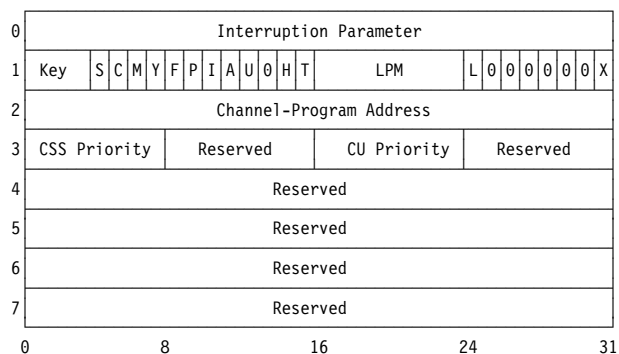 0 Interruption Parameter
1 Key S C M Y F P I A U 0 H T LPM L 0 0 0 0 0 0 X
2 Channel-Program Address
3 CSS Priority Reserved CU Priority Reserved
4 Reserved
5 Reserved
6 Reserved
7 Reserved
0 8 16 24 31